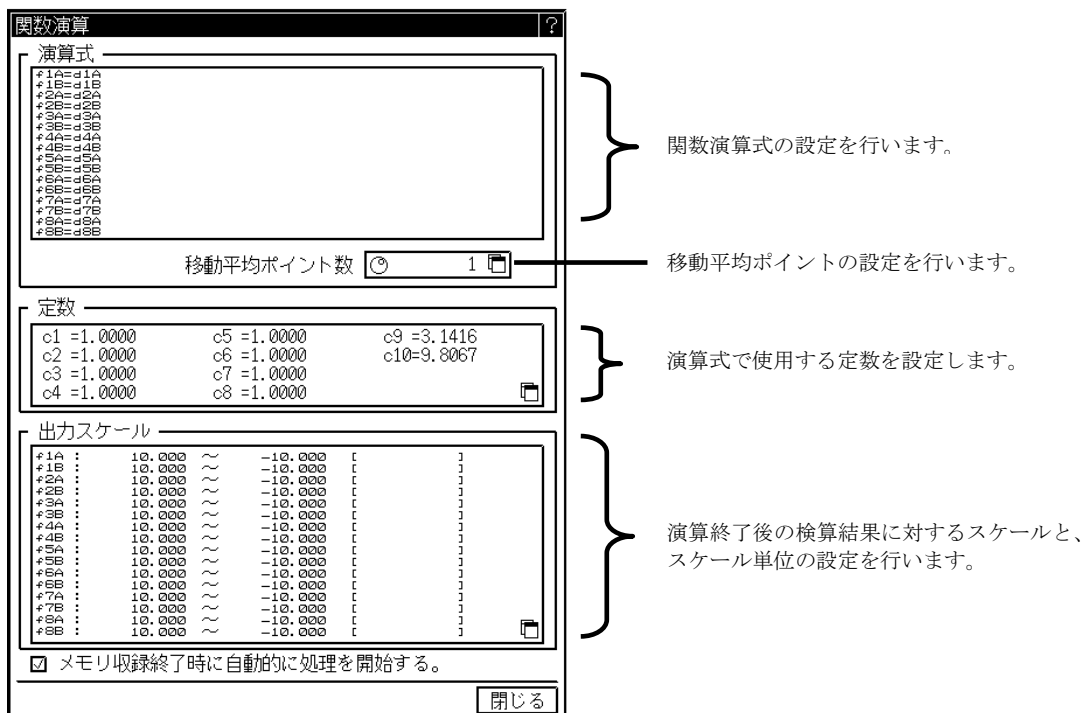 関数演算 ?
演算式
f1A=d1A
f1B=d1B
f2A=d2A
f2B=d2B
f3A=d3A
f3B=d3B
f4A=d4A
f4B=d4B
f5A=d5A
f5B=d5B
f6A=d6A
f6B=d6B
f7A=d7A
f7B=d7B
f8A=d8A
f8B=d8B
関数演算式の設定を行います。
移動平均ポイント数 1
移動平均ポイントの設定を行います。
定数
c1 =1.0000 c5 =1.0000 c9 =3.1416
c2 =1.0000 c6 =1.0000 c10=9.8067
c3 =1.0000 c7 =1.0000
c4 =1.0000 c8 =1.0000
演算式で使用する定数を設定します。
出力スケール
f1A : 10.000 ～ -10.000 [ ]
f1B : 10.000 ～ -10.000 [ ]
f2A : 10.000 ～ -10.000 [ ]
f2B : 10.000 ～ -10.000 [ ]
f3A : 10.000 ～ -10.000 [ ]
f3B : 10.000 ～ -10.000 [ ]
f4A : 10.000 ～ -10.000 [ ]
f4B : 10.000 ～ -10.000 [ ]
f5A : 10.000 ～ -10.000 [ ]
f5B : 10.000 ～ -10.000 [ ]
f6A : 10.000 ～ -10.000 [ ]
f6B : 10.000 ～ -10.000 [ ]
f7A : 10.000 ～ -10.000 [ ]
f7B : 10.000 ～ -10.000 [ ]
f8A : 10.000 ～ -10.000 [ ]
f8B : 10.000 ～ -10.000 [ ]
演算終了後の検算結果に対するスケールと、
スケール単位の設定を行います。
メモリ収録終了時に自動的に処理を開始する。
閉じる